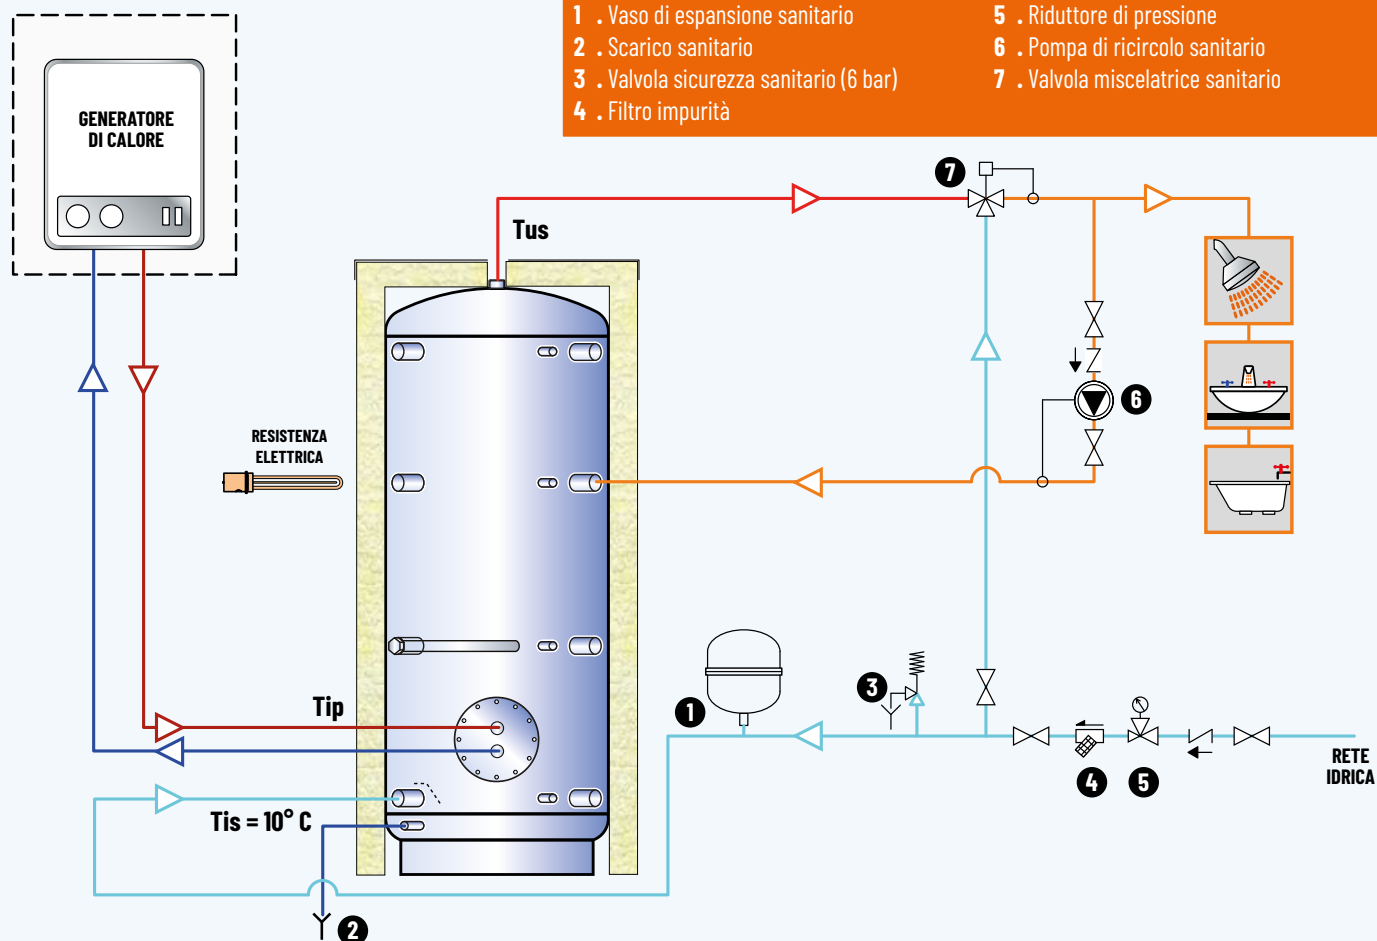 1 . Vaso di espansione sanitario
2 . Scarico sanitario
3 . Valvola sicurezza sanitario (6 bar)
4 . Filtro impurità
5 . Riduttore di pressione
6 . Pompa di ricircolo sanitario
7 . Valvola miscelatrice sanitario
GENERATORE
DI CALORE
7
Tus
6
RESISTENZA
ELETTRICA
3
1
Tip
4
5
RETE
IDRICA
Tis = 10° C
2